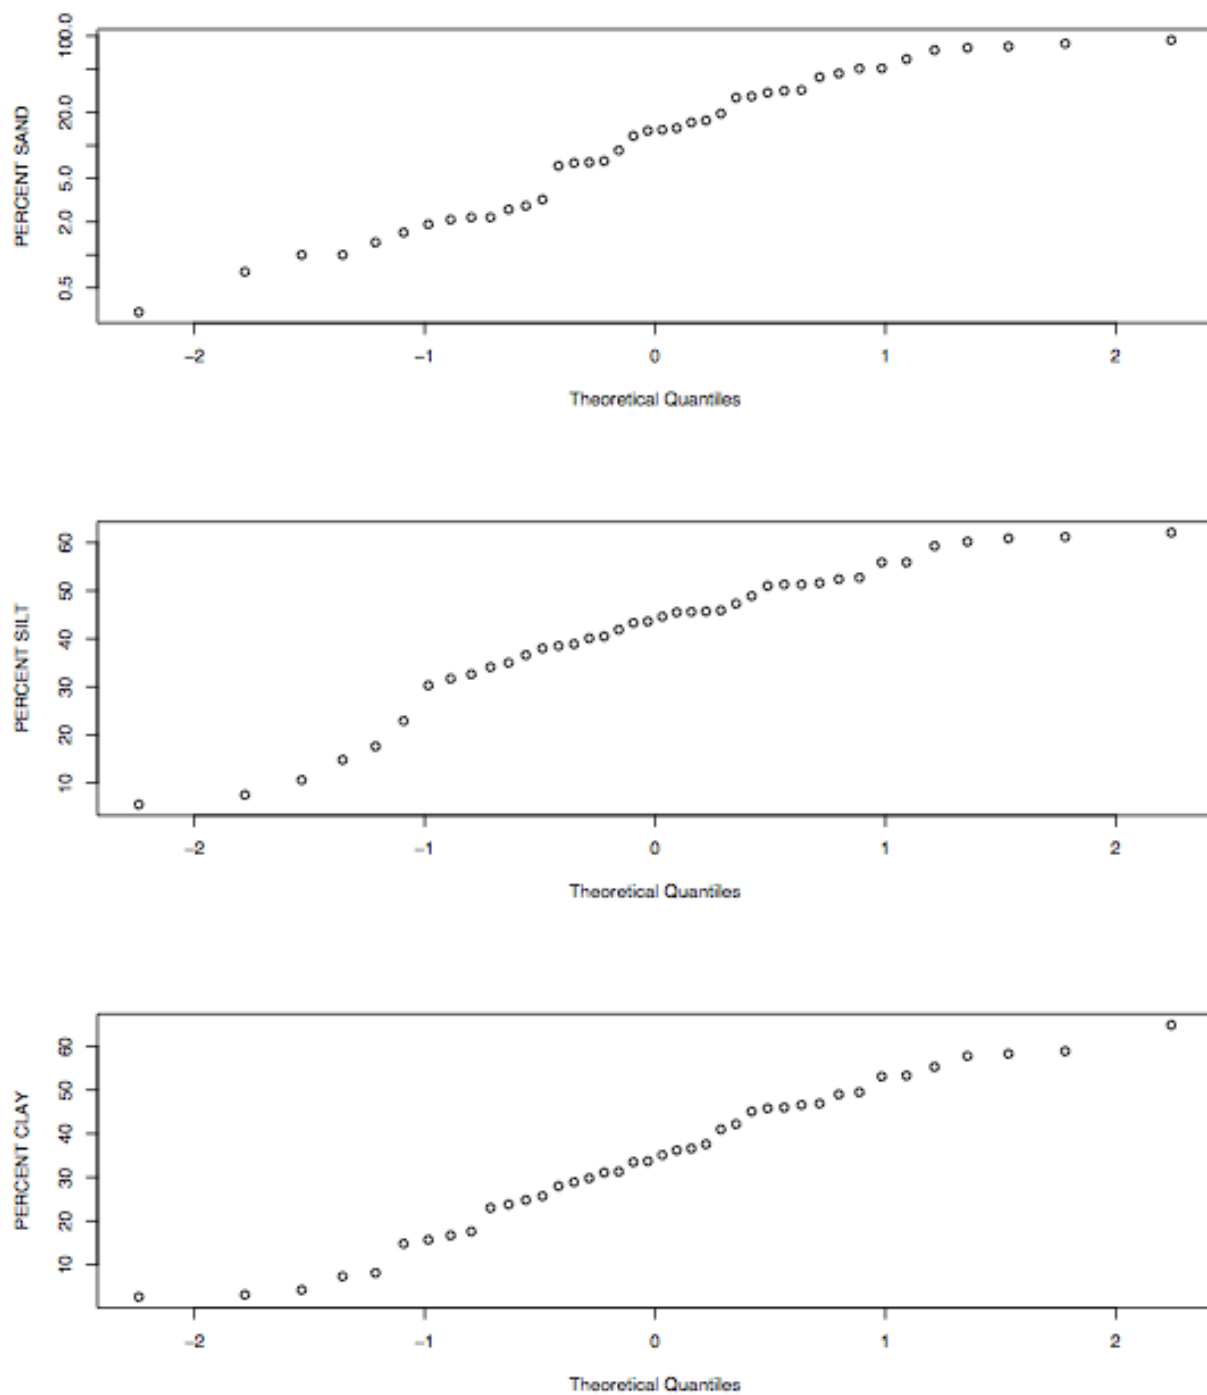 PERCENT SAND
100.0
20.0
5.0
2.0
0.5
-2 -1 0 1 2
Theoretical Quantiles
PERCENT SILT
60
50
40
30
20
10
-2 -1 0 1 2
Theoretical Quantiles
PERCENT CLAY
60
50
40
30
20
10
-2 -1 0 1 2
Theoretical Quantiles